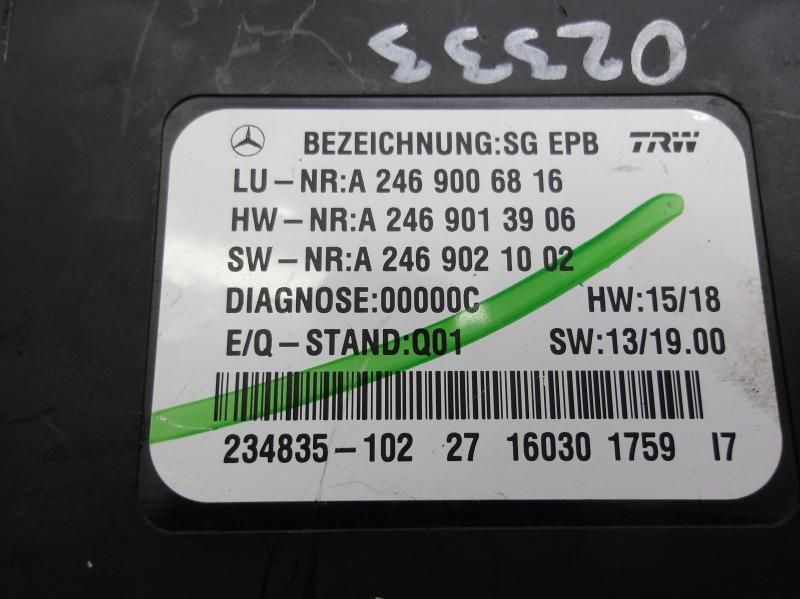 02333
BEZEICHNUNG:SG EPB TRW
LU-NR:A 246 900 68 16
HW-NR:A 246 901 39 06
SW-NR:A 246 902 10 02
DIAGNOSE:00000C HW:15/18
E/Q-STAND:Q01 SW:13/19.00
234835-102 27 16030 1759 I7